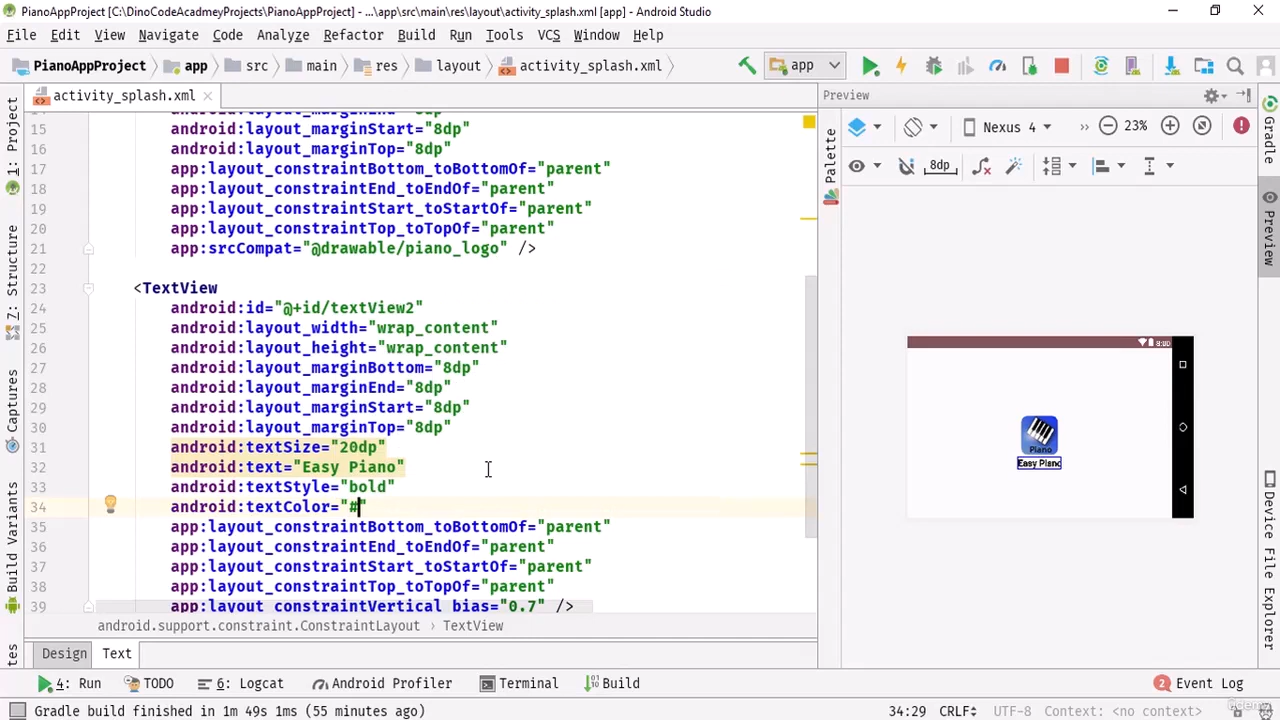 PianoAppProject [C:\DinoCodeAcadmeyProjects\PianoAppProject] - ...\app\src\main\res\layout\activity_splash.xml [app] - Android Studio
File Edit View Navigate Code Analyze Refactor Build Run Tools VCS Window Help
PianoAppProject app src main res layout activity_splash.xml app
activity_splash.xml
Preview
Nexus 4 » 23%
8dp
15 android:layout_marginStart="8dp"
16 android:layout_marginTop="8dp"
17 app:layout_constraintBottom_toBottomOf="parent"
18 app:layout_constraintEnd_toEndOf="parent"
19 app:layout_constraintStart_toStartOf="parent"
20 app:layout_constraintTop_toTopOf="parent"
21 app:srcCompat="@drawable/piano_logo" />
22
23 <TextView
24 android:id="@+id/textView2"
25 android:layout_width="wrap_content"
26 android:layout_height="wrap_content"
27 android:layout_marginBottom="8dp"
28 android:layout_marginEnd="8dp"
29 android:layout_marginStart="8dp"
30 android:layout_marginTop="8dp"
31 android:textSize="20dp"
32 android:text="Easy Piano"
33 android:textStyle="bold"
34 android:textColor="#"
35 app:layout_constraintBottom_toBottomOf="parent"
36 app:layout_constraintEnd_toEndOf="parent"
37 app:layout_constraintStart_toStartOf="parent"
38 app:layout_constraintTop_toTopOf="parent"
39 app:layout_constraintVertical_bias="0.7" />
android.support.constraint.ConstraintLayout › TextView
Design Text
1: Project
7: Structure
Captures
Build Variants
Palette
8:00
Piano
Easy Piano
Gradle
Preview
Device File Explorer
4: Run TODO 6: Logcat Android Profiler Terminal Build 2 Event Log
Gradle build finished in 1m 49s 1ms (55 minutes ago) 34:29 CRLF UTF-8 Context: <no context>